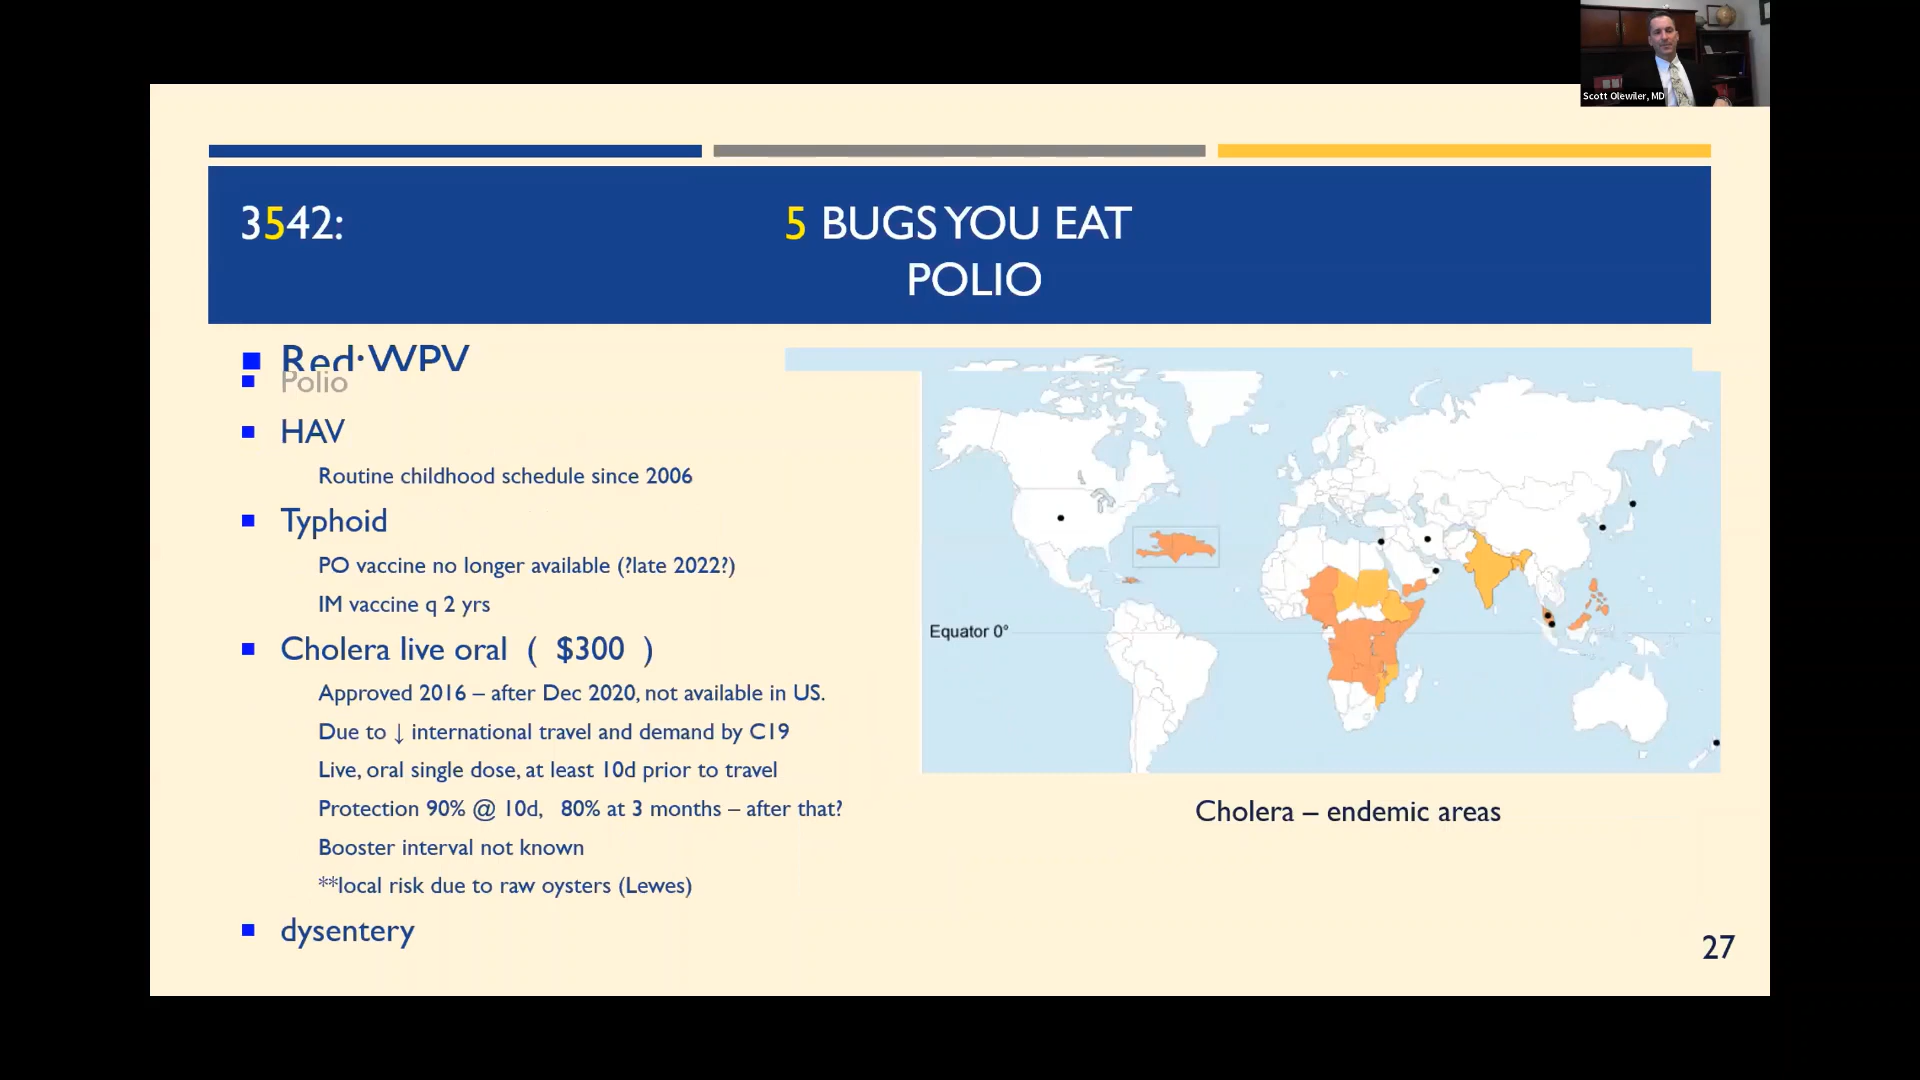 Scott Olewiler, MD
3542:
5 BUGS YOU EAT
POLIO
Red: WPV
Polio
HAV
Routine childhood schedule since 2006
Typhoid
PO vaccine no longer available (?late 2022?)
IM vaccine q 2 yrs
Cholera live oral ( $300 )
Approved 2016 – after Dec 2020, not available in US.
Due to ↓ international travel and demand by C19
Live, oral single dose, at least 10d prior to travel
Protection 90% @ 10d, 80% at 3 months – after that?
Booster interval not known
**local risk due to raw oysters (Lewes)
dysentery
Equator 0°
Cholera – endemic areas
27